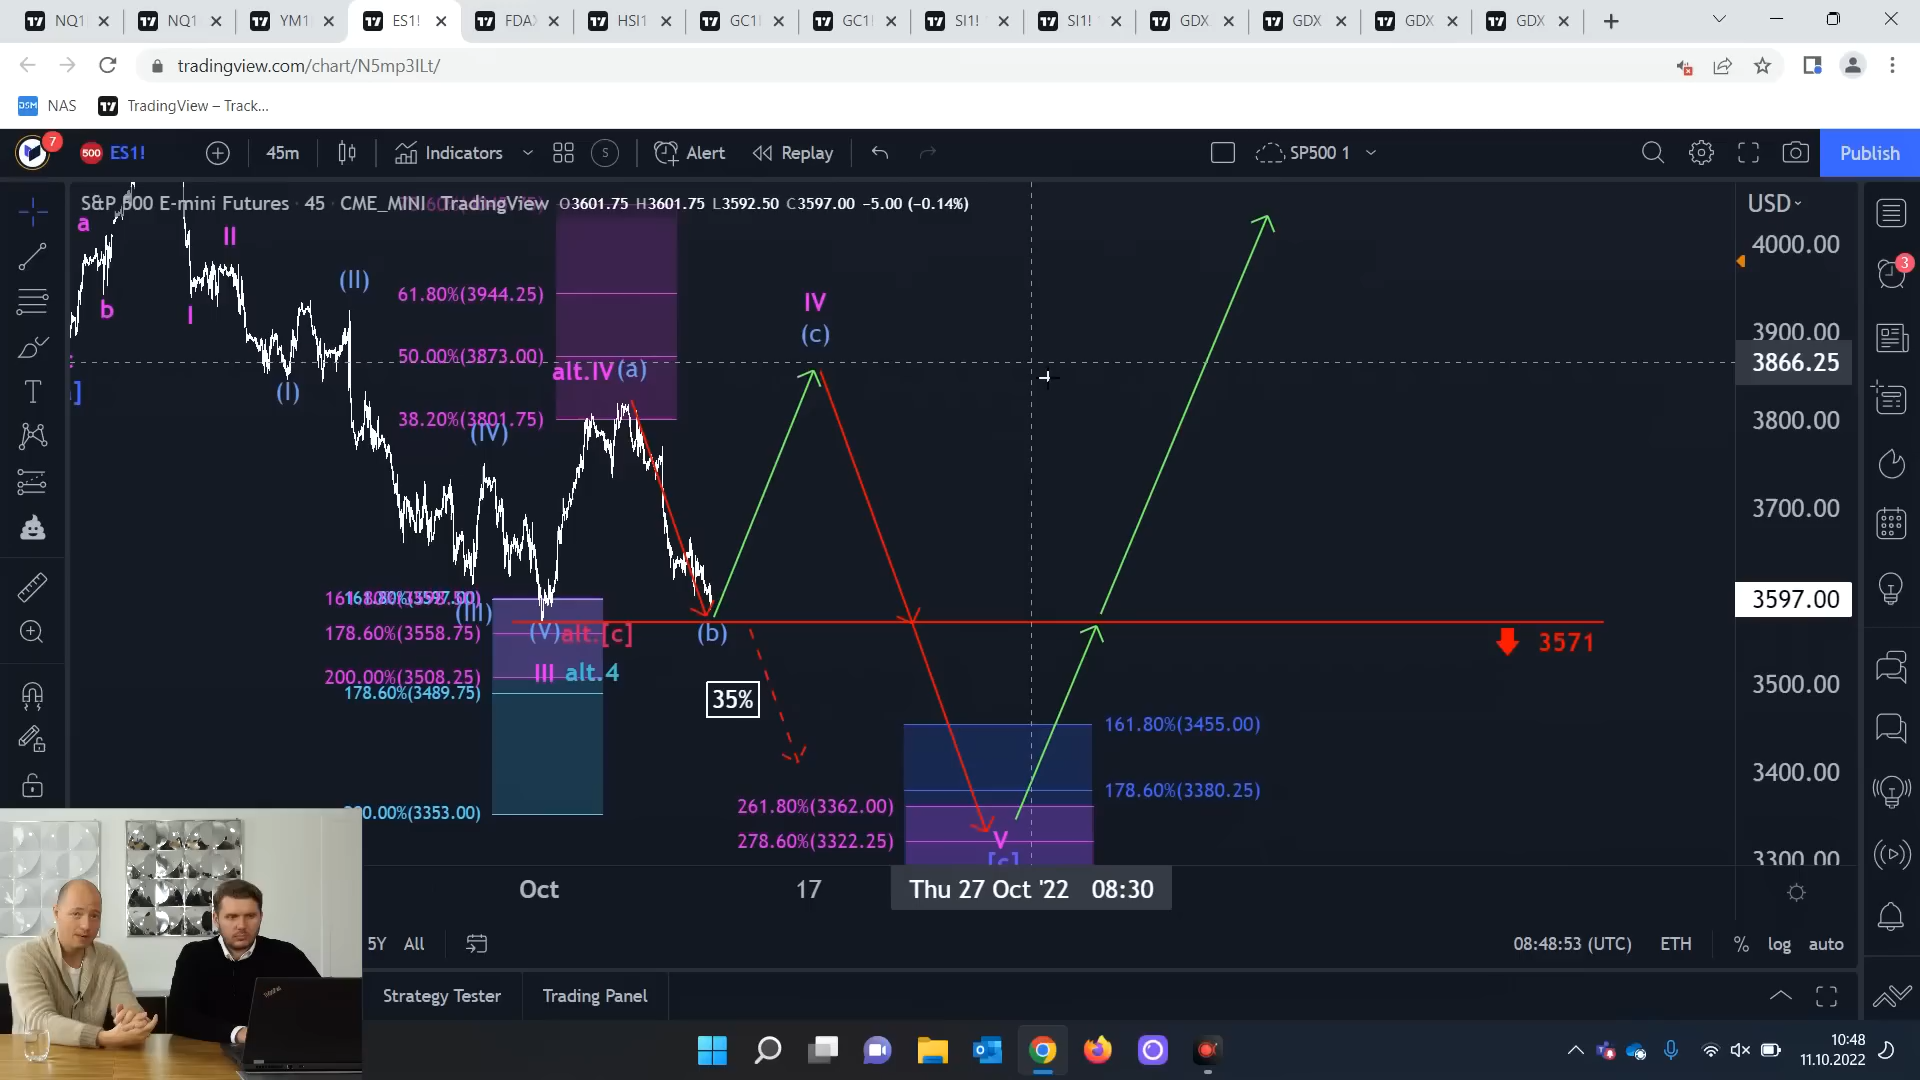 NQ1
NQ1
YM1
ES1!
FDA
HSI1
GC1
GC1
SI1!
SI1!
GDX
GDX
GDX
GDX
tradingview.com/chart/N5mp3ILt/
NAS
TradingView – Track...
7
500 ES1!
45m
Indicators
S
Alert
Replay
SP500 1
Publish
S&P 500 E-mini Futures · 45 · CME_MINI TradingView O3601.75 H3601.75 L3592.50 C3597.00 −5.00 (−0.14%)
USD
4000.00
3900.00
3866.25
3800.00
3700.00
3597.00
3500.00
3400.00
3300.00
3
a
b
I
II
(I)
(II)
61.80%(3944.25)
50.00%(3873.00)
38.20%(3801.75)
(IV)
alt.IV (a)
IV
(c)
178.60%(3558.75)
200.00%(3508.25)
178.60%(3489.75)
(III)
(V) alt.[c]
III alt.4
(b)
35%
3571
161.80%(3455.00)
178.60%(3380.25)
261.80%(3362.00)
278.60%(3322.25)
V
[c]
Oct
17
Thu 27 Oct '22 08:30
5Y
All
08:48:53 (UTC)
ETH
%
log
auto
Strategy Tester
Trading Panel
ThinkPad
10:48
11.10.2022